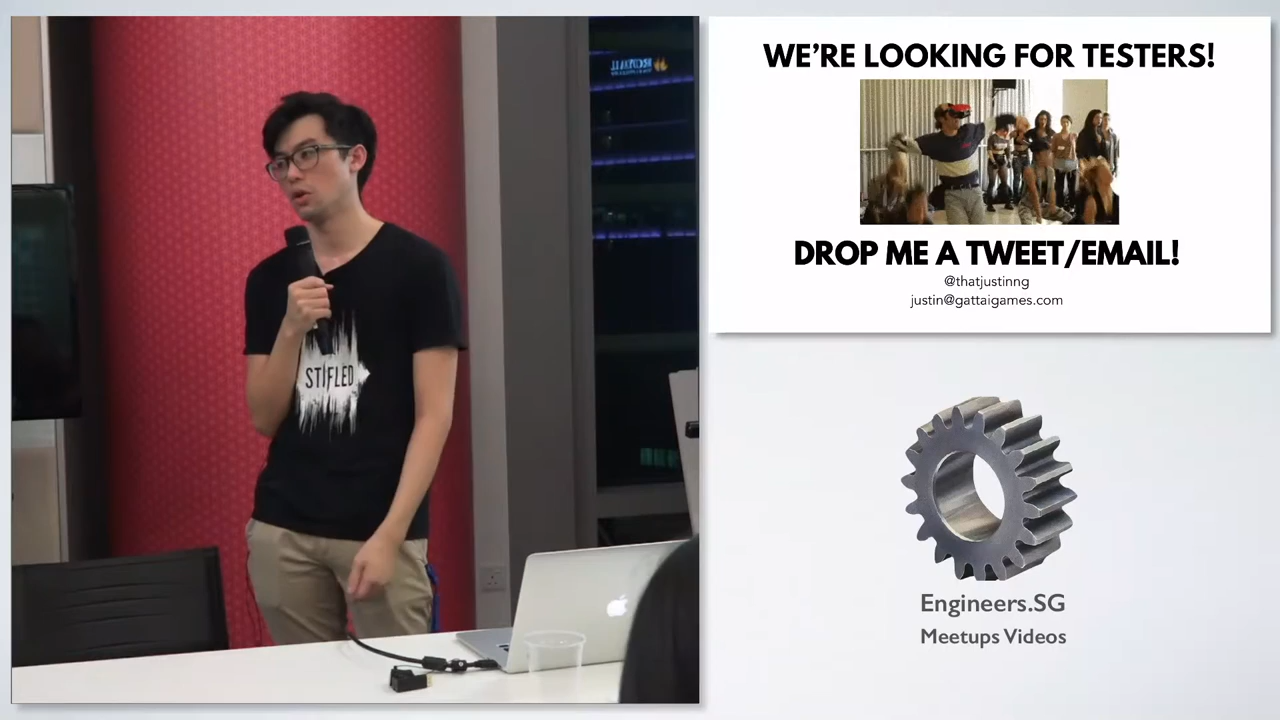 WE'RE LOOKING FOR TESTERS!
DROP ME A TWEET/EMAIL!
@thatjustinng
justin@gattaigames.com
STIFLED
Engineers.SG
Meetups Videos